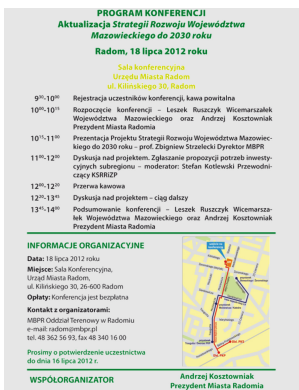 PROGRAM KONFERENCJI
Aktualizacja Strategii Rozwoju Województwa
Mazowieckiego do 2030 roku
Radom, 18 lipca 2012 roku
Sala konferencyjna
Urzędu Miasta Radom
ul. Kilińskiego 30, Radom
9³⁰-10⁰⁰ Rejestracja uczestników konferencji, kawa powitalna
10⁰⁰-10¹⁵ Rozpoczęcie konferencji – Leszek Ruszczyk Wicemarszałek
Województwa Mazowieckiego oraz Andrzej Kosztowniak
Prezydent Miasta Radomia
10¹⁵-11⁰⁰ Prezentacja Projektu Strategii Rozwoju Województwa Mazowiec-
kiego do 2030 roku – prof. Zbigniew Strzelecki Dyrektor MBPR
11⁰⁰-12⁰⁰ Dyskusja nad projektem. Zgłaszanie propozycji potrzeb inwesty-
cyjnych subregionu – moderator: Stefan Kotlewski Przewodni-
czący KSRRiZP
12⁰⁰-12²⁰ Przerwa kawowa
12²⁰-13⁴⁵ Dyskusja nad projektem – ciąg dalszy
13⁴⁵-14⁰⁰ Podsumowanie konferencji – Leszek Ruszczyk Wicemarsza-
łek Województwa Mazowieckiego oraz Andrzej Kosztowniak
Prezydent Miasta Radomia
INFORMACJE ORGANIZACYJNE
Data: 18 lipca 2012 roku
Miejsce: Sala Konferencyjna,
Urząd Miasta Radom,
ul. Kilińskiego 30, 26-600 Radom
Opłaty: Konferencja jest bezpłatna
Kontakt z organizatorami:
MBPR Oddział Terenowy w Radomiu
e-mail: radom@mbpr.pl
tel. 48 362 56 93, fax 48 340 16 00
Prosimy o potwierdzenie uczestnictwa
do dnia 16 lipca 2012 r.
WSPÓŁORGANIZATOR
Andrzej Kosztowniak
Prezydent Miasta Radomia